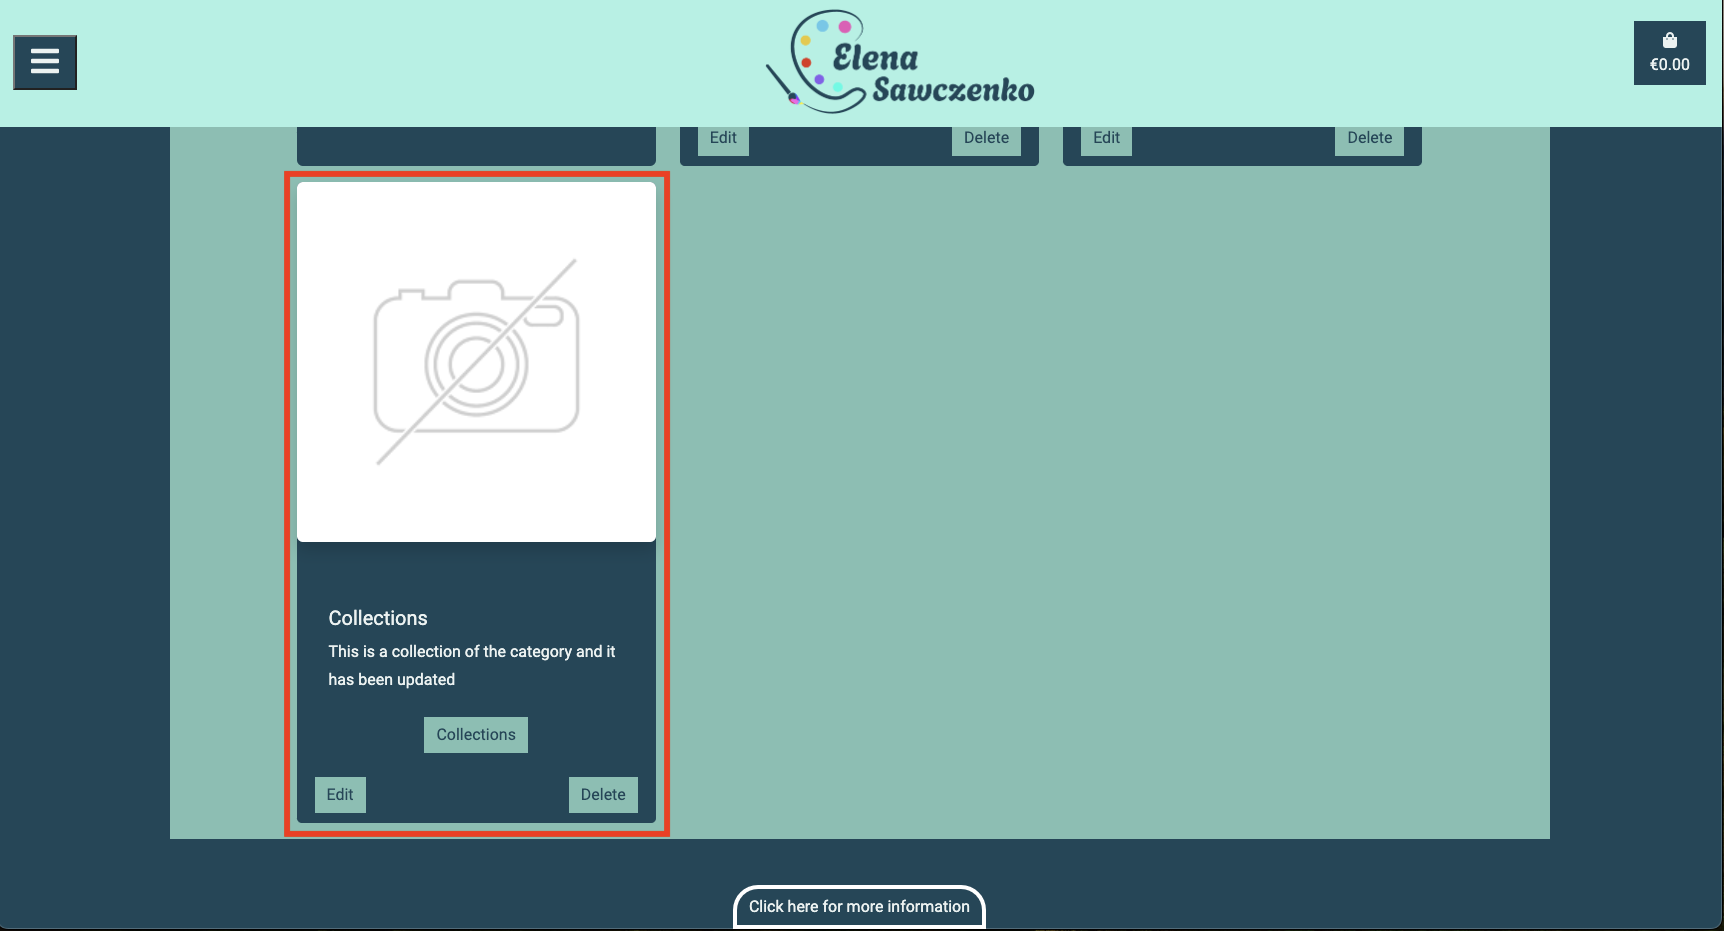 Elena
Sawczenko
€0.00
Edit
Delete
Edit
Delete
Collections
This is a collection of the category and it
has been updated
Collections
Edit
Delete
Click here for more information